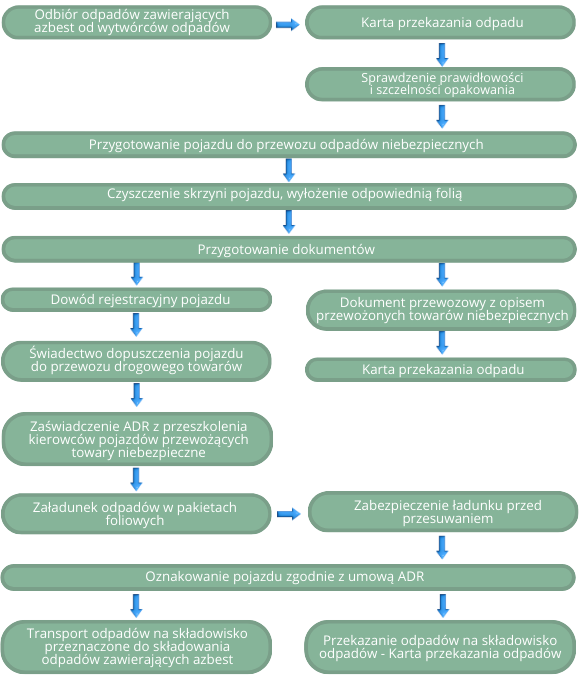 Odbiór odpadów zawierających
azbest od wytwórców odpadów
Karta przekazania odpadu
Sprawdzenie prawidłowości
i szczelności opakowania
Przygotowanie pojazdu do przewozu odpadów niebezpiecznych
Czyszczenie skrzyni pojazdu, wyłożenie odpowiednią folią
Przygotowanie dokumentów
Dowód rejestracyjny pojazdu
Dokument przewozowy z opisem
przewożonych towarów niebezpiecznych
Świadectwo dopuszczenia pojazdu
do przewozu drogowego towarów
Karta przekazania odpadu
Zaświadczenie ADR z przeszkolenia
kierowców pojazdów przewożących
towary niebezpieczne
Załadunek odpadów w pakietach
foliowych
Zabezpieczenie ładunku przed
przesuwaniem
Oznakowanie pojazdu zgodnie z umową ADR
Transport odpadów na składowisko
przeznaczone do składowania
odpadów zawierających azbest
Przekazanie odpadów na składowisko
odpadów - Karta przekazania odpadów